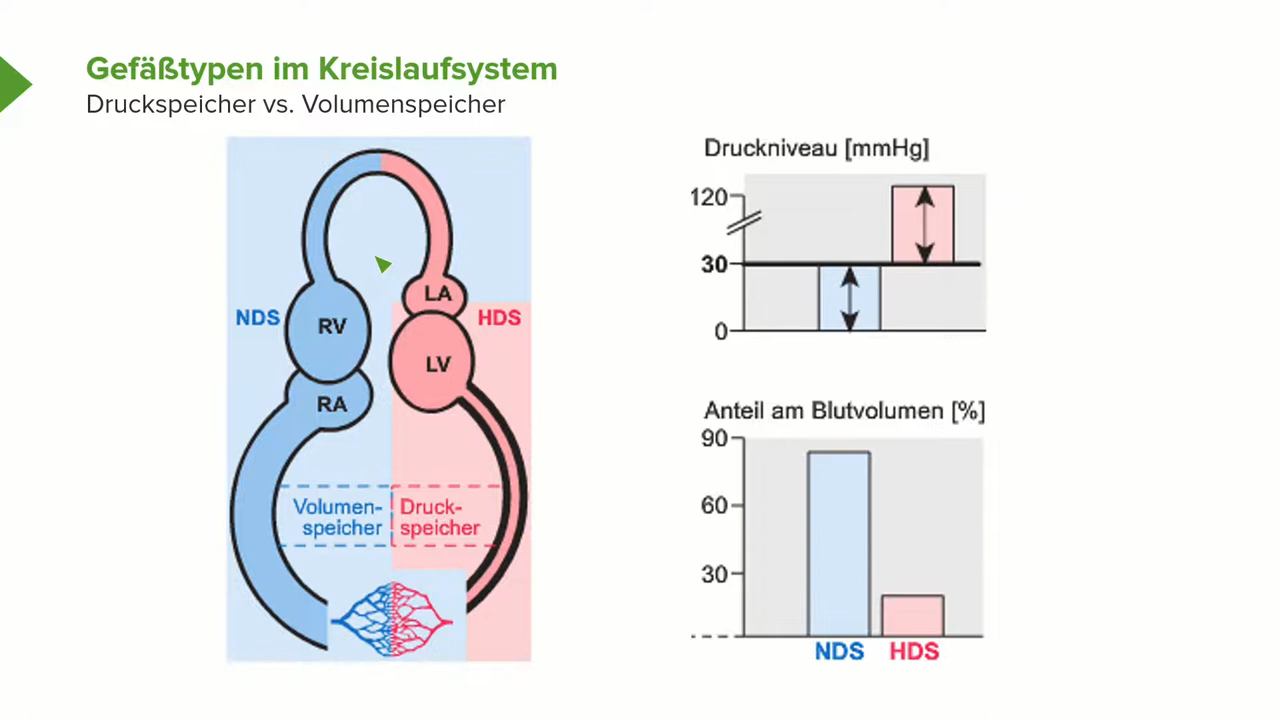 Gefäßtypen im Kreislaufsystem
Druckspeicher vs. Volumenspeicher
NDS
RV
RA
LA
LV
HDS
Volumen-
speicher
Druck-
speicher
Druckniveau [mmHg]
120
30
0
Anteil am Blutvolumen [%]
90
60
30
NDS HDS